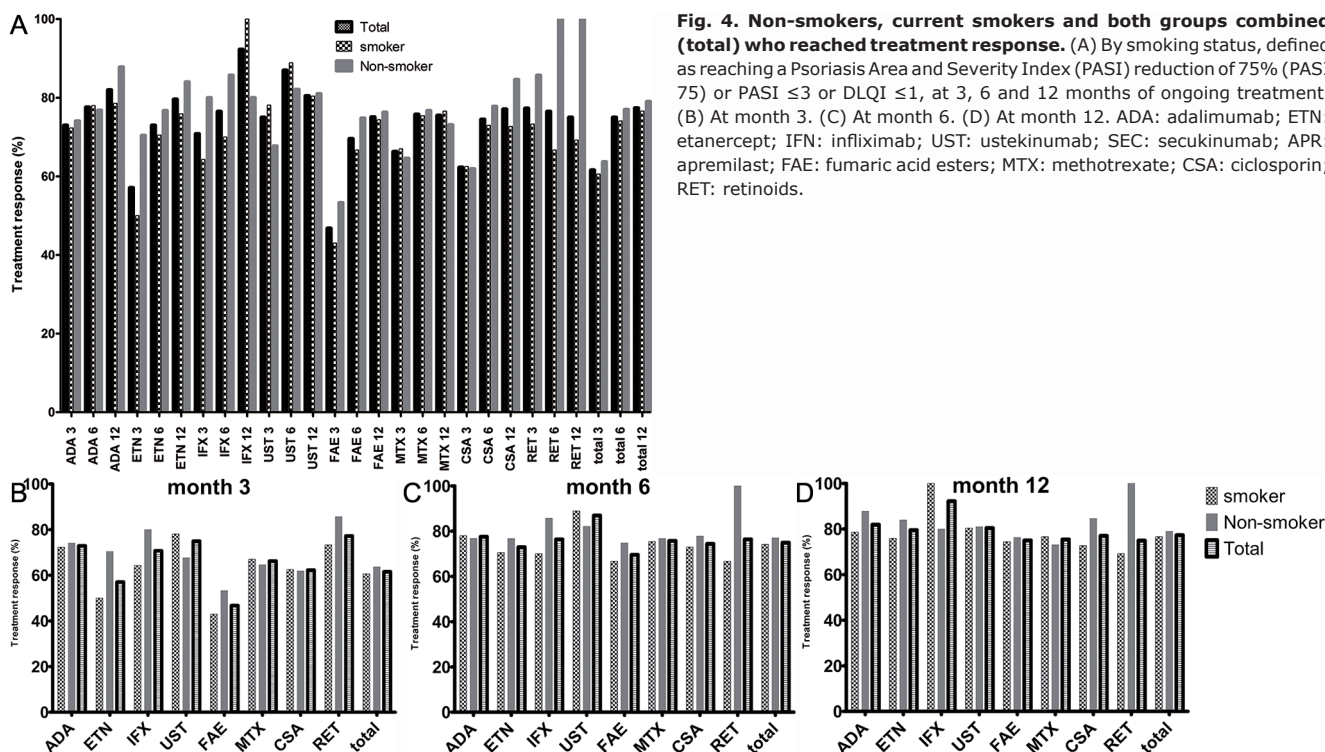 A
100
80
60
40
20
0
Treatment response (%)
Total
smoker
Non-smoker
ADA 3
ADA 6
ADA 12
ETN 3
ETN 6
ETN 12
IFX 3
IFX 6
IFX 12
UST 3
UST 6
UST 12
FAE 3
FAE 6
FAE 12
MTX 3
MTX 6
MTX 12
CSA 3
CSA 6
CSA 12
RET 3
RET 6
RET 12
total 3
total 6
total 12
Fig. 4. Non-smokers, current smokers and both groups combined
(total) who reached treatment response. (A) By smoking status, defined
as reaching a Psoriasis Area and Severity Index (PASI) reduction of 75% (PASI
75) or PASI ≤3 or DLQI ≤1, at 3, 6 and 12 months of ongoing treatment
(B) At month 3. (C) At month 6. (D) At month 12. ADA: adalimumab; ETN:
etanercept; IFN: infliximab; UST: ustekinumab; SEC: secukinumab; APR:
apremilast; FAE: fumaric acid esters; MTX: methotrexate; CSA: ciclosporin;
RET: retinoids.
B
month 3
100
80
60
40
20
0
Treatment response (%)
ADA
ETN
IFX
UST
FAE
MTX
CSA
RET
total
C
month 6
100
80
60
40
20
0
Treatment response (%)
ADA
ETN
IFX
UST
FAE
MTX
CSA
RET
total
D
month 12
100
80
60
40
20
0
Treatment response (%)
ADA
ETN
IFX
UST
FAE
MTX
CSA
RET
total
smoker
Non-smoker
Total